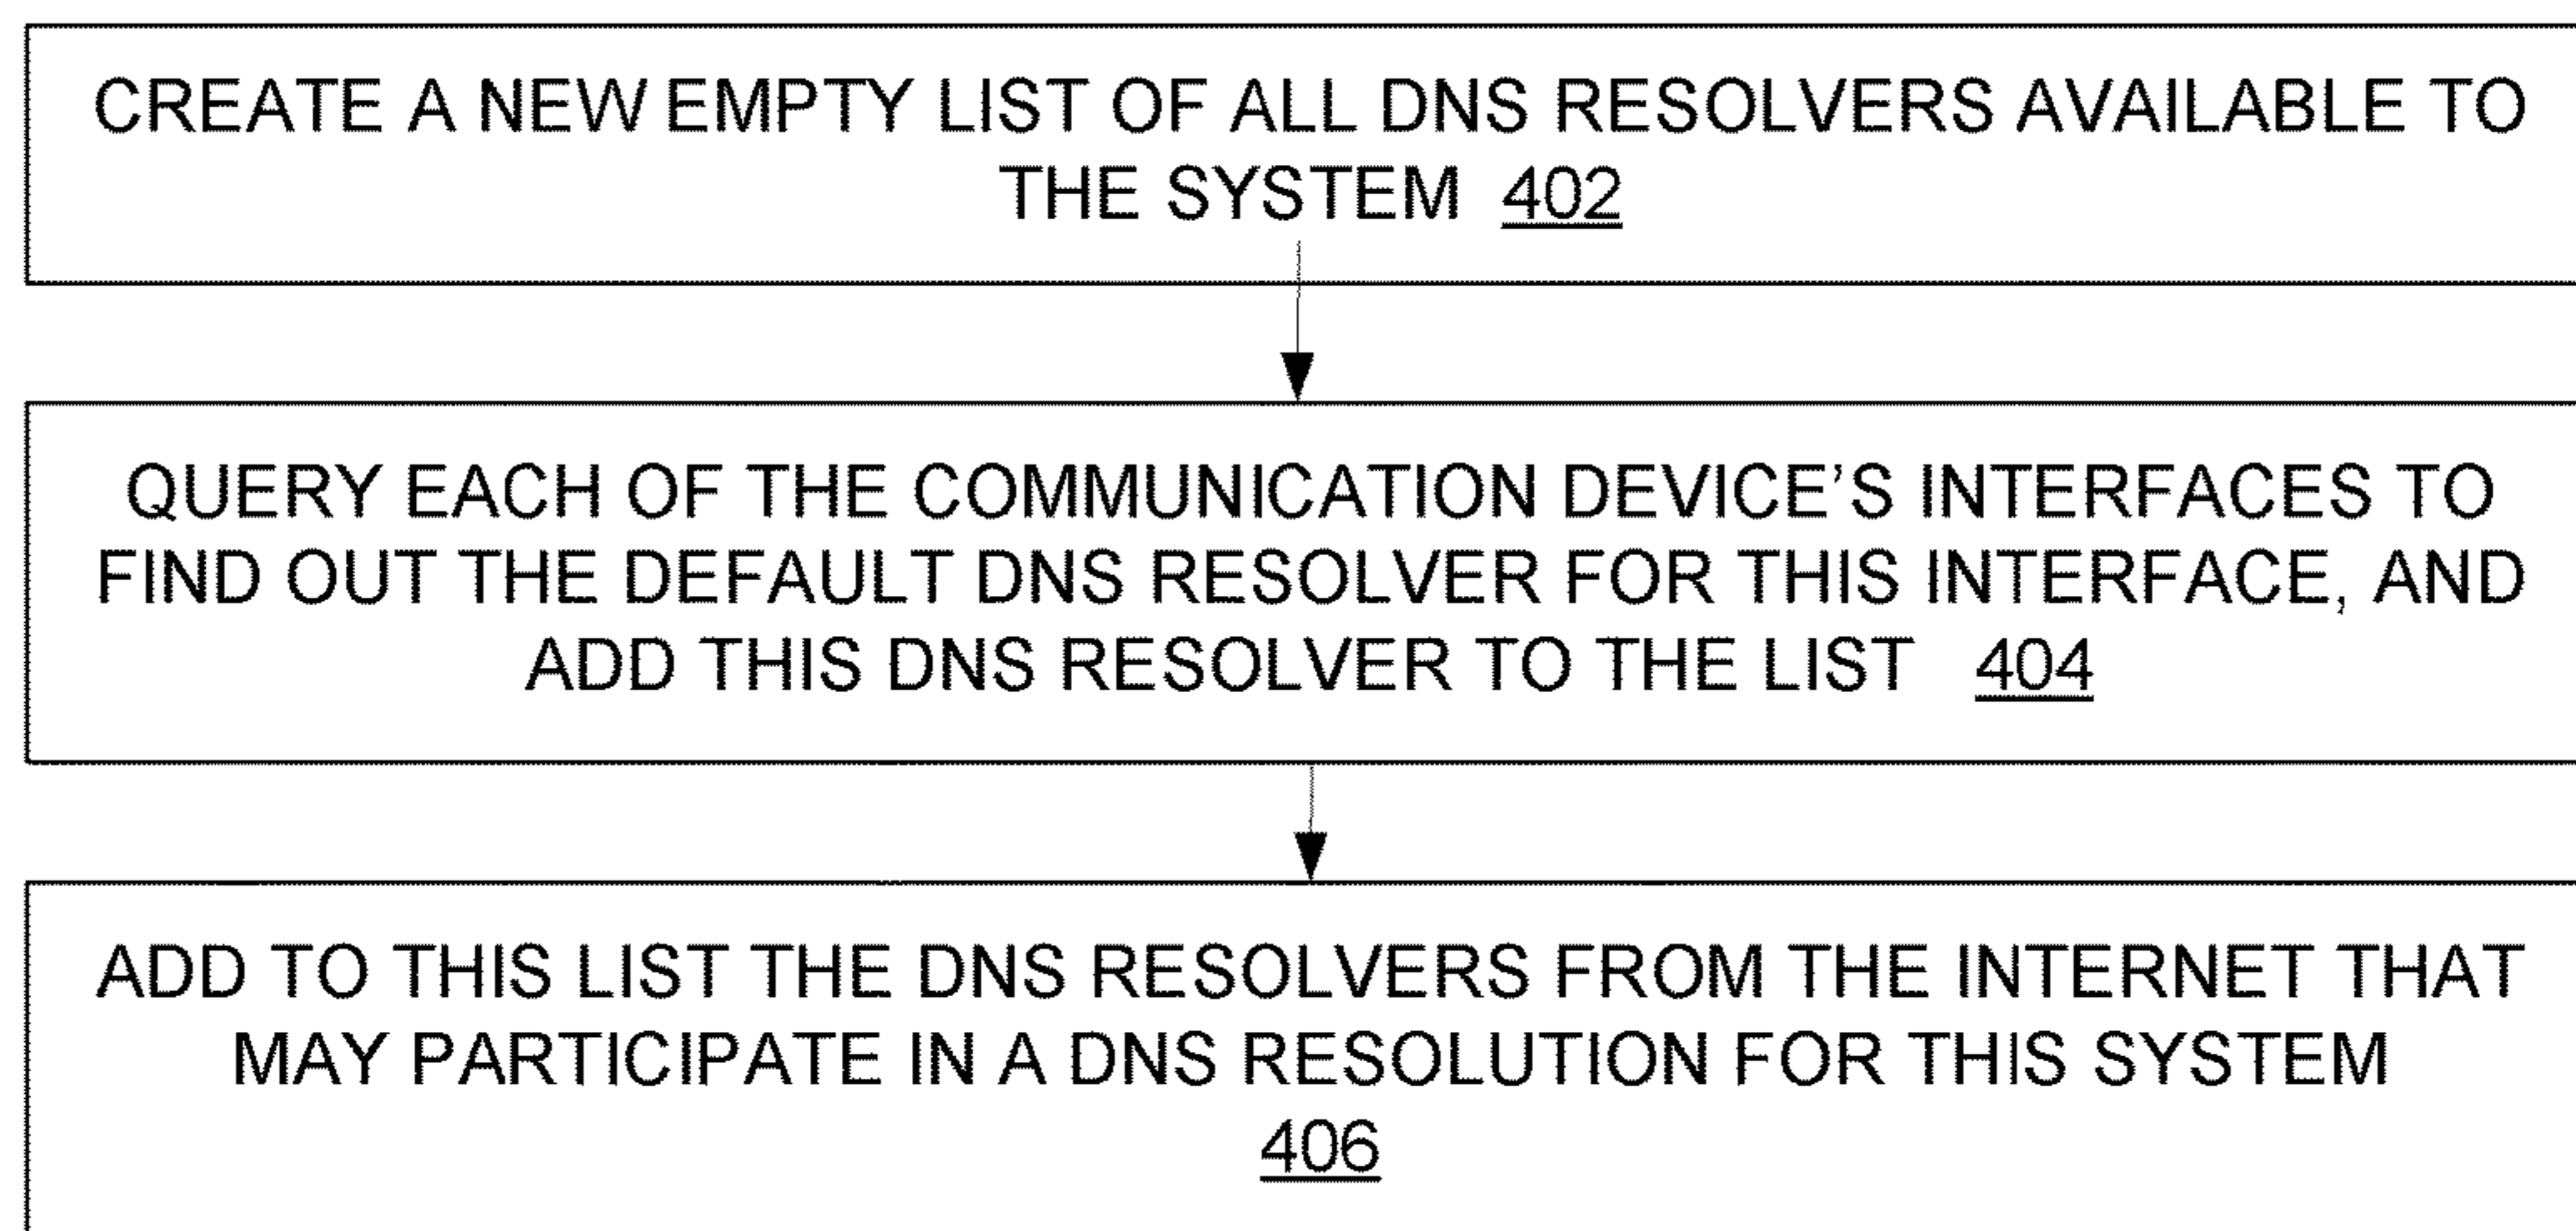 CREATE A NEW EMPTY LIST OF ALL DNS RESOLVERS AVAILABLE TO
THE SYSTEM 402
QUERY EACH OF THE COMMUNICATION DEVICE'S INTERFACES TO
FIND OUT THE DEFAULT DNS RESOLVER FOR THIS INTERFACE, AND
ADD THIS DNS RESOLVER TO THE LIST 404
ADD TO THIS LIST THE DNS RESOLVERS FROM THE INTERNET THAT
MAY PARTICIPATE IN A DNS RESOLUTION FOR THIS SYSTEM
406